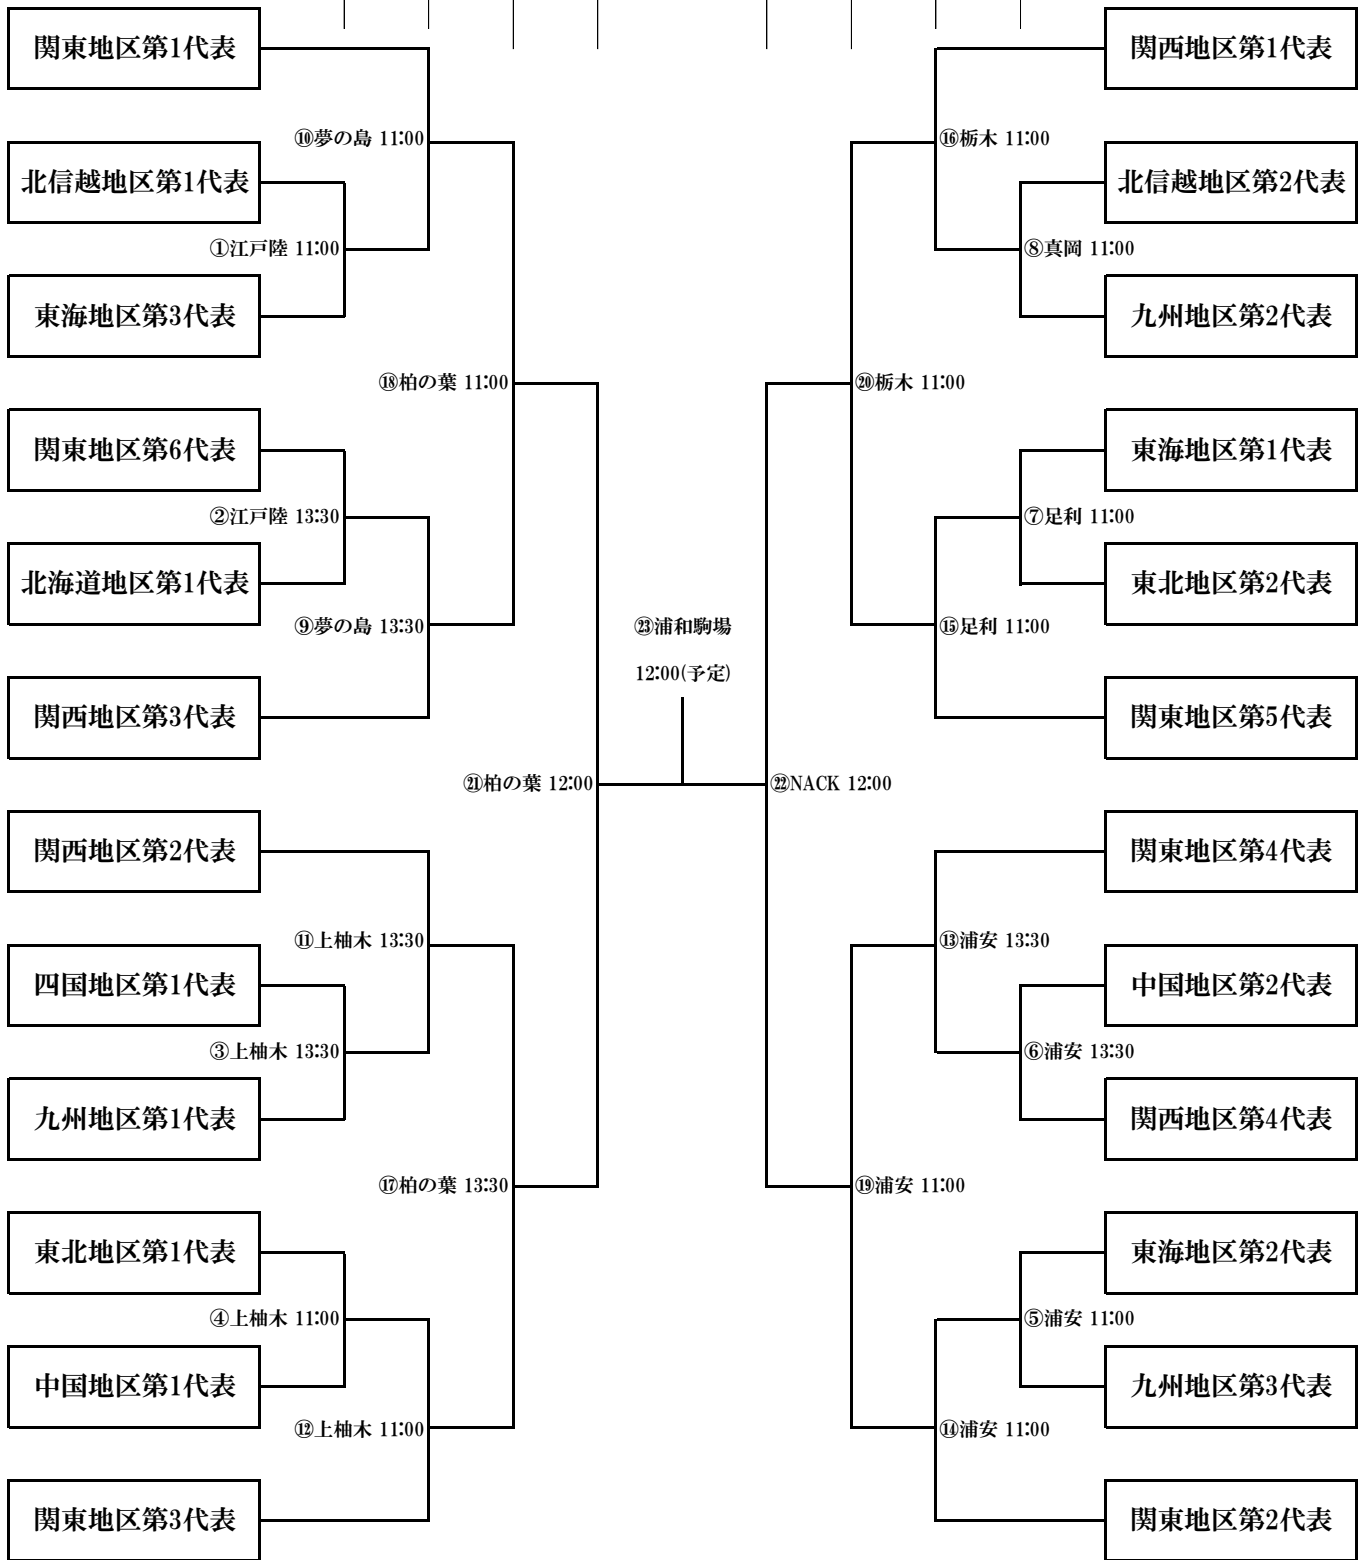 関東地区第1代表
関西地区第1代表
⑩夢の島 11:00
⑯栃木 11:00
北信越地区第1代表
北信越地区第2代表
①江戸陸 11:00
⑧真岡 11:00
東海地区第3代表
九州地区第2代表
⑱柏の葉 11:00
⑳栃木 11:00
関東地区第6代表
東海地区第1代表
②江戸陸 13:30
⑦足利 11:00
北海道地区第1代表
東北地区第2代表
⑨夢の島 13:30
㉓浦和駒場
⑮足利 11:00
12:00(予定)
関西地区第3代表
関東地区第5代表
㉑柏の葉 12:00
㉒NACK 12:00
関西地区第2代表
関東地区第4代表
⑪上柚木 13:30
⑬浦安 13:30
四国地区第1代表
中国地区第2代表
③上柚木 13:30
⑥浦安 13:30
九州地区第1代表
関西地区第4代表
⑰柏の葉 13:30
⑲浦安 11:00
東北地区第1代表
東海地区第2代表
④上柚木 11:00
⑤浦安 11:00
中国地区第1代表
九州地区第3代表
⑫上柚木 11:00
⑭浦安 11:00
関東地区第3代表
関東地区第2代表